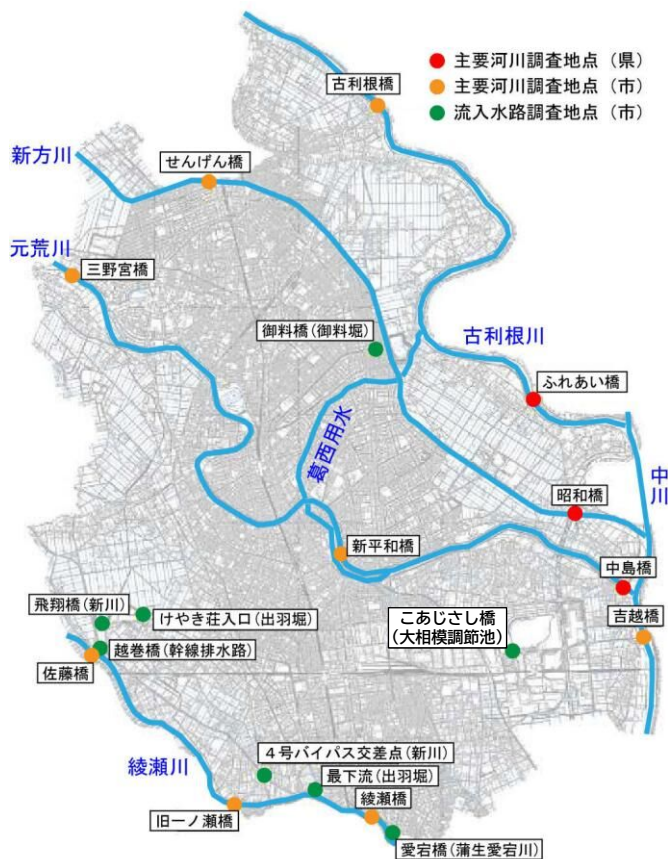 主要河川調査地点（県）
主要河川調査地点（市）
流入水路調査地点（市）
古利根橋
せんげん橋
新方川
元荒川
三野宮橋
御料橋(御料堀)
古利根川
ふれあい橋
葛西用水
中川
昭和橋
新平和橋
中島橋
飛翔橋(新川)
けやき荘入口(出羽堀)
こあじさし橋
(大相模調節池)
吉越橋
越巻橋(幹線排水路)
佐藤橋
綾瀬川
４号バイパス交差点(新川)
最下流(出羽堀)
綾瀬橋
旧一ノ瀬橋
愛宕橋(蒲生愛宕川)